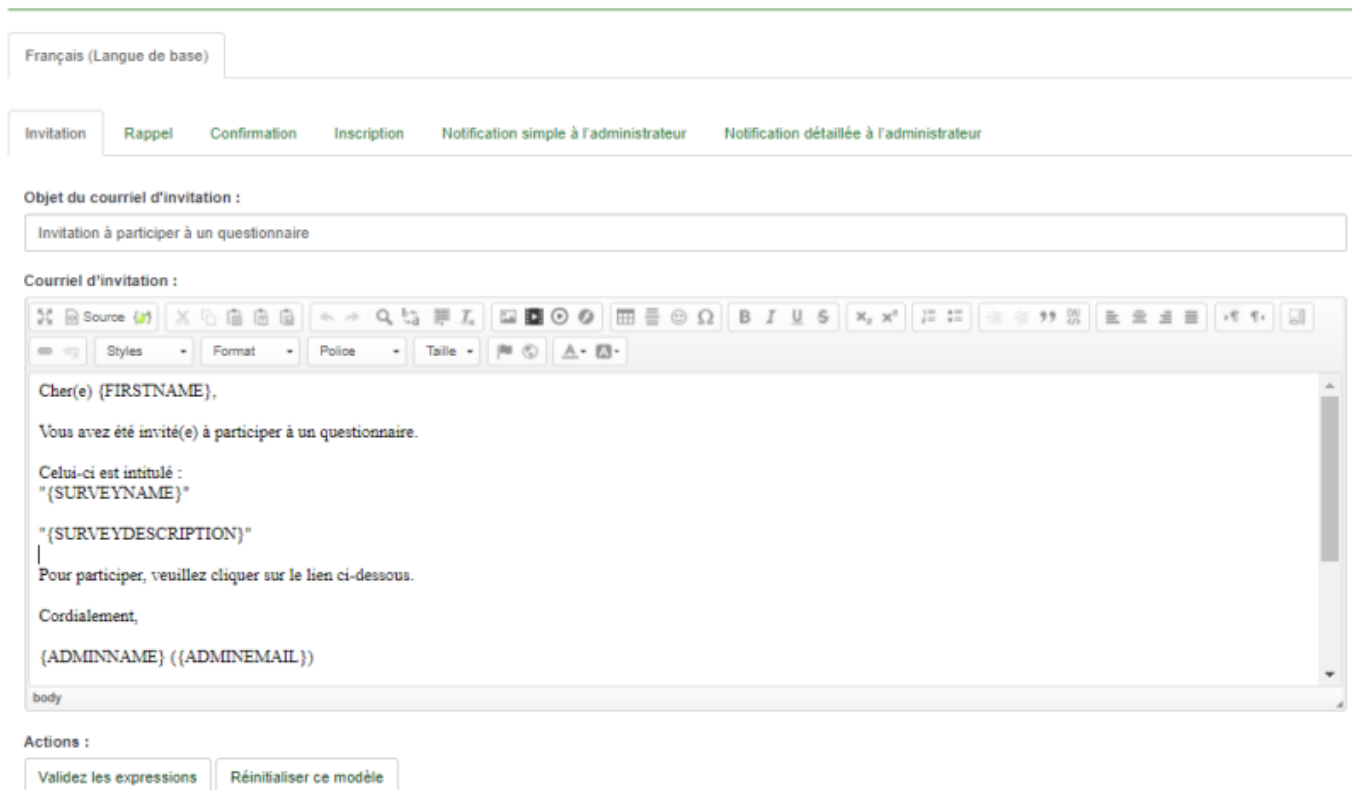 Français (Langue de base)
Invitation Rappel Confirmation Inscription Notification simple à l'administrateur Notification détaillée à l'administrateur
Objet du courriel d'invitation :
Invitation à participer à un questionnaire
Courriel d'invitation :
Source
B I U S x₂ x²
Styles Format Police Taille A A
Cher(e) {FIRSTNAME},
Vous avez été invité(e) à participer à un questionnaire.
Celui-ci est intitulé :
"{SURVEYNAME}"
"{SURVEYDESCRIPTION}"
Pour participer, veuillez cliquer sur le lien ci-dessous.
Cordialement,
{ADMINNAME} ({ADMINEMAIL})
body
Actions :
Validez les expressions Réinitialiser ce modèle